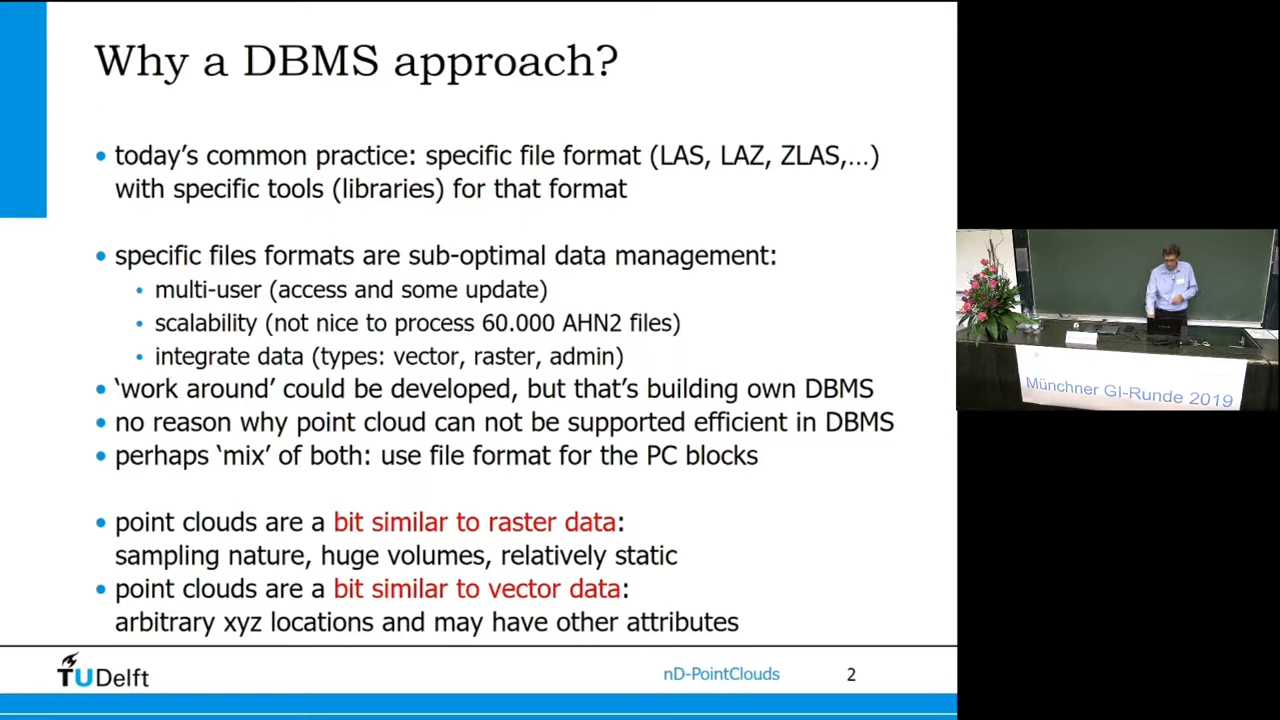 Why a DBMS approach?
• today's common practice: specific file format (LAS, LAZ, ZLAS,...)
with specific tools (libraries) for that format
• specific files formats are sub-optimal data management:
• multi-user (access and some update)
• scalability (not nice to process 60.000 AHN2 files)
• integrate data (types: vector, raster, admin)
• 'work around' could be developed, but that's building own DBMS
• no reason why point cloud can not be supported efficient in DBMS
• perhaps 'mix' of both: use file format for the PC blocks
• point clouds are a bit similar to raster data:
sampling nature, huge volumes, relatively static
• point clouds are a bit similar to vector data:
arbitrary xyz locations and may have other attributes
TUDelft
nD-PointClouds
2
Münchner GI-Runde 2019